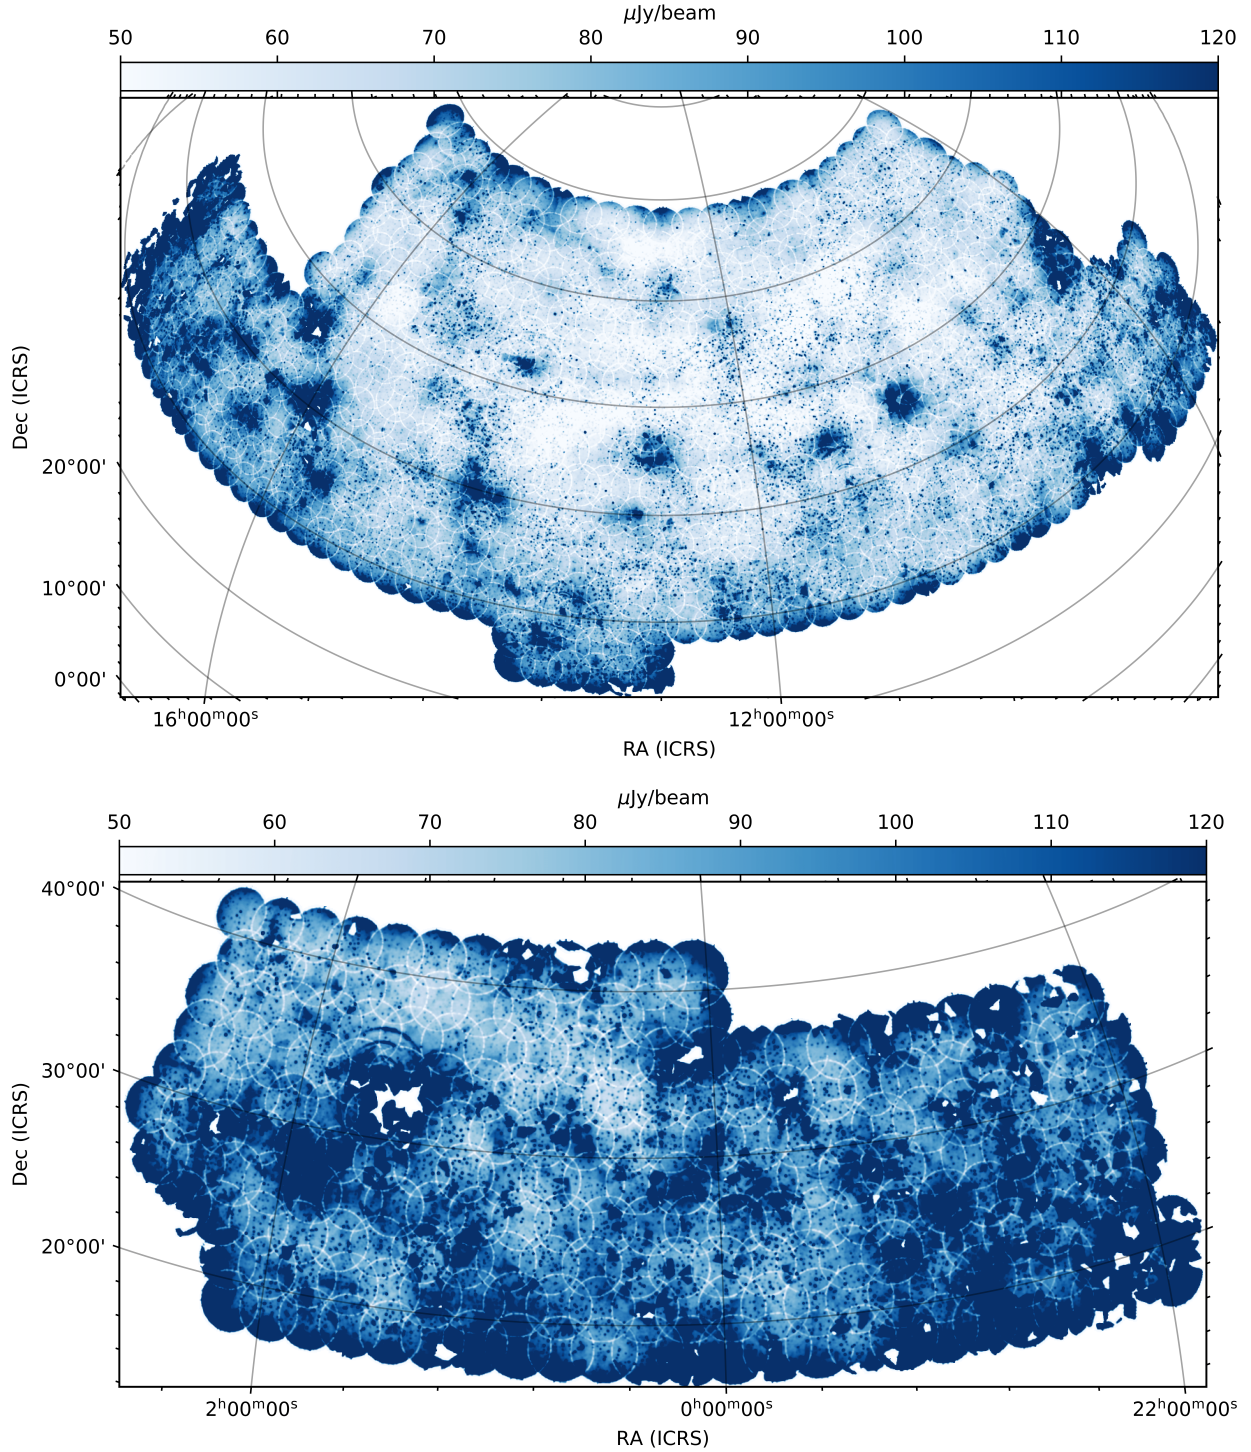 μJy/beam
50 60 70 80 90 100 110 120
Dec (ICRS)
20°00'
10°00'
0°00'
16ʰ00ᵐ00ˢ 12ʰ00ᵐ00ˢ
RA (ICRS)
μJy/beam
50 60 70 80 90 100 110 120
40°00'
30°00'
Dec (ICRS)
20°00'
2ʰ00ᵐ00ˢ 0ʰ00ᵐ00ˢ 22ʰ00ᵐ00ˢ
RA (ICRS)